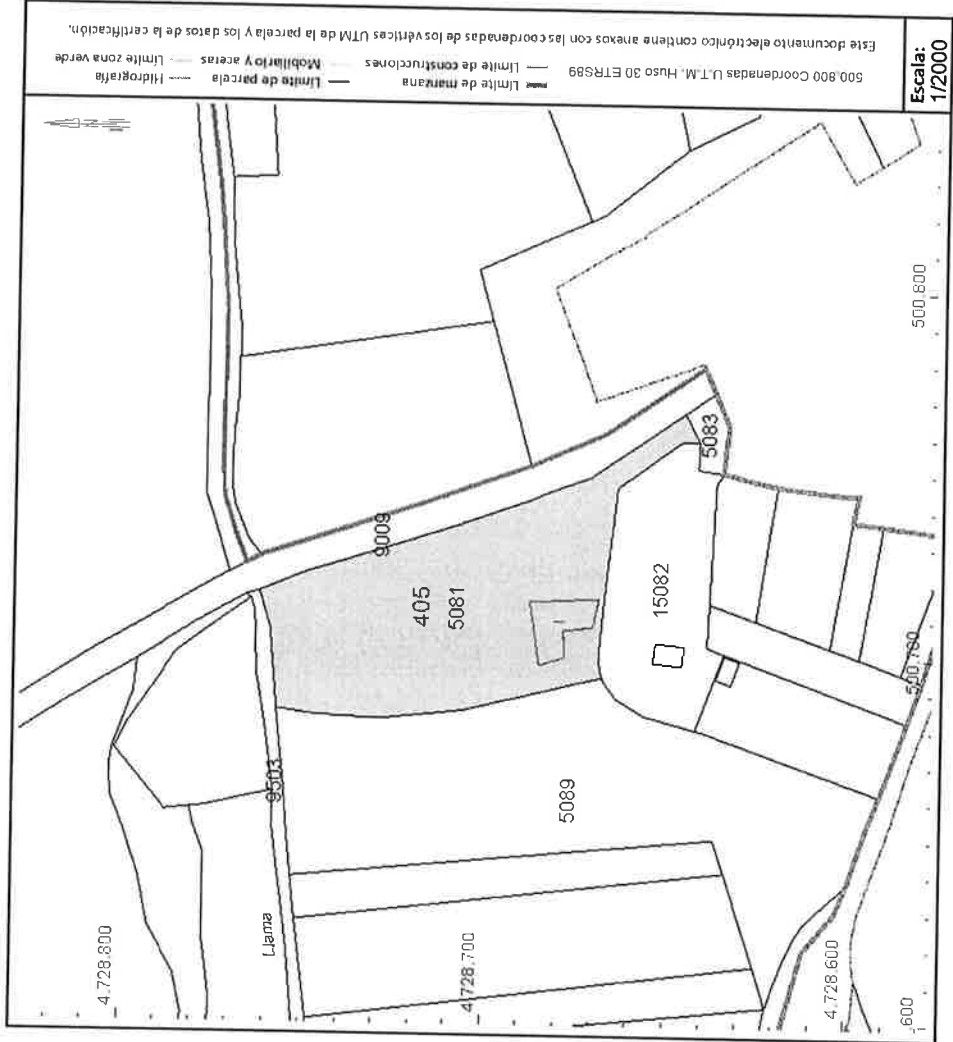 Este documento electrónico contiene anexos con las coordenadas de los vértices UTM de la parcela y los datos de la certificación.
500.800 Coordenadas U.T.M. Huso 30 ETRS89
Límite de manzana
Límite de construcciones
Límite de parcela
Mobiliario y aceras
Hidrografía
Límite zona verde
Escala:
1/2000
4.728.800
9503
Llama
9009
405
5081
4.728.700
5089
15082
5083
4.728.600
600
500.700
500.800